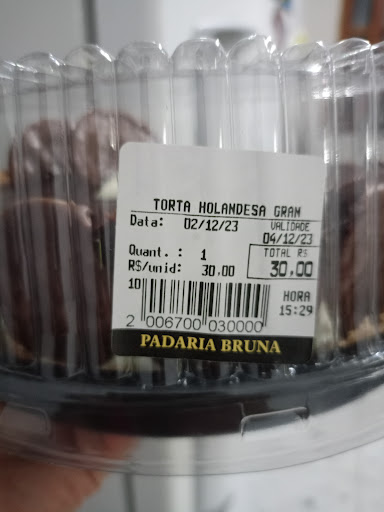 TORTA HOLANDESA GRAN
Data: 02/12/23 VALIDADE
04/12/23
Quant.: 1 TOTAL R$
R$/unid: 30,00 30,00
10 HORA
15:29
2 006700 030000
PADARIA BRUNA